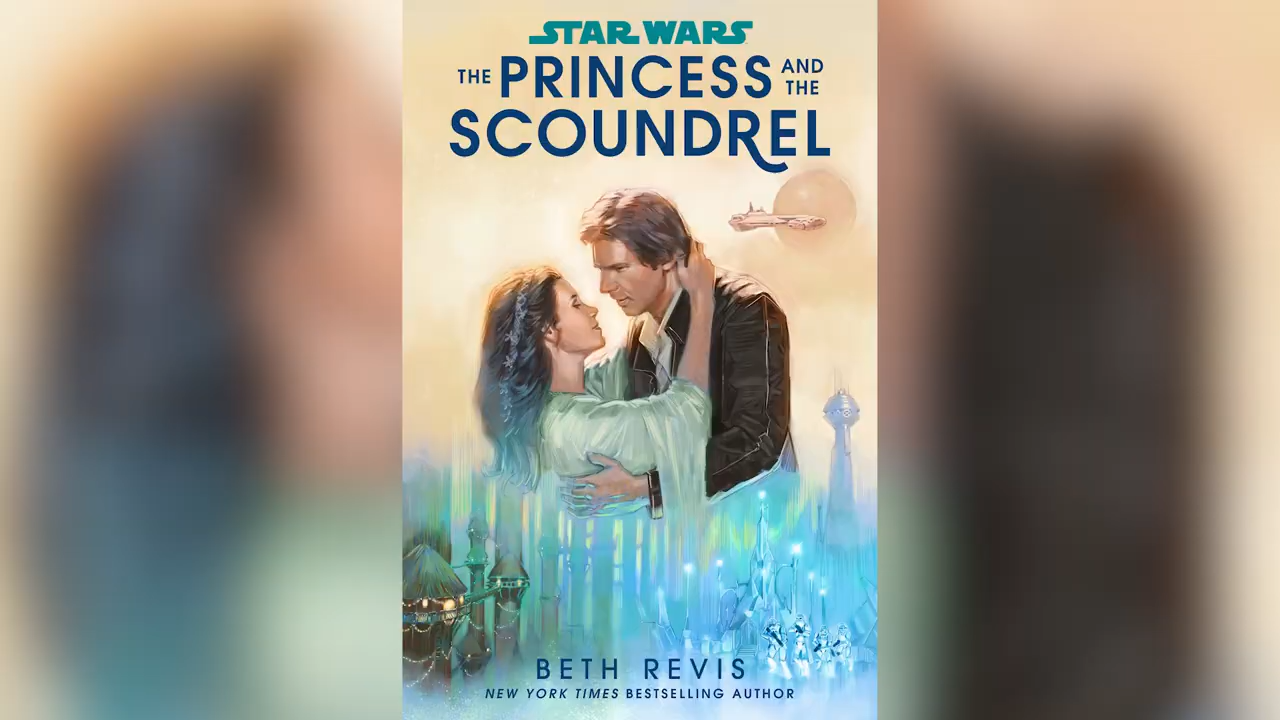 STAR WARS
THE PRINCESS AND THE
SCOUNDREL
BETH REVIS
NEW YORK TIMES BESTSELLING AUTHOR